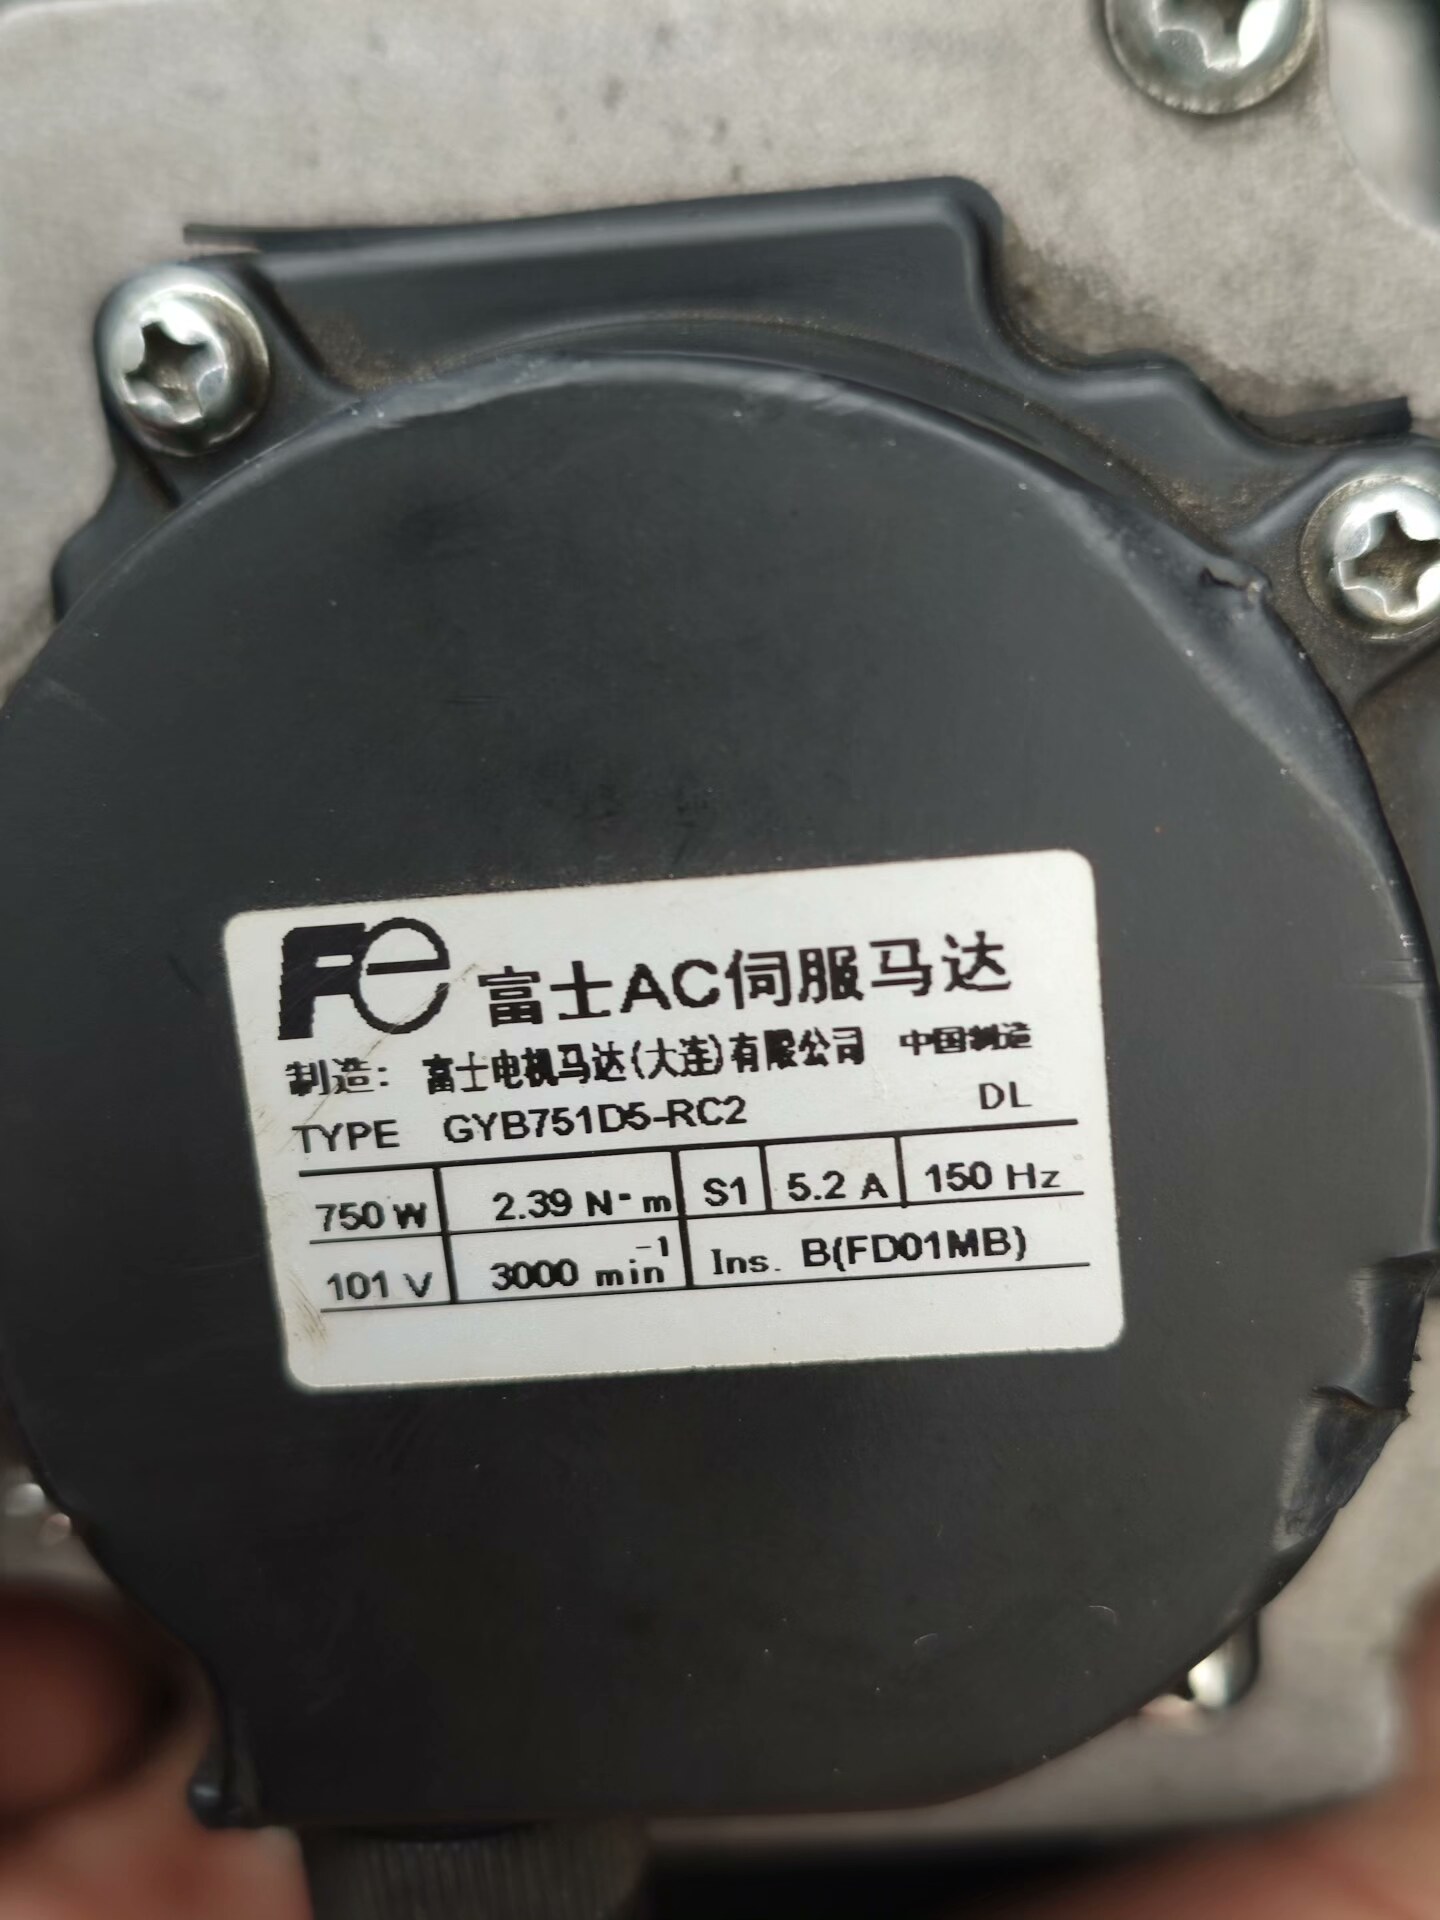 Fe 富士AC伺服马达
制造: 富士电机马达(大连)有限公司 中国制造
TYPE GYB751D5-RC2 DL
750 W 2.39 N-m S1 5.2 A 150 Hz
101 V 3000 min-1 Ins. B(FD01MB)